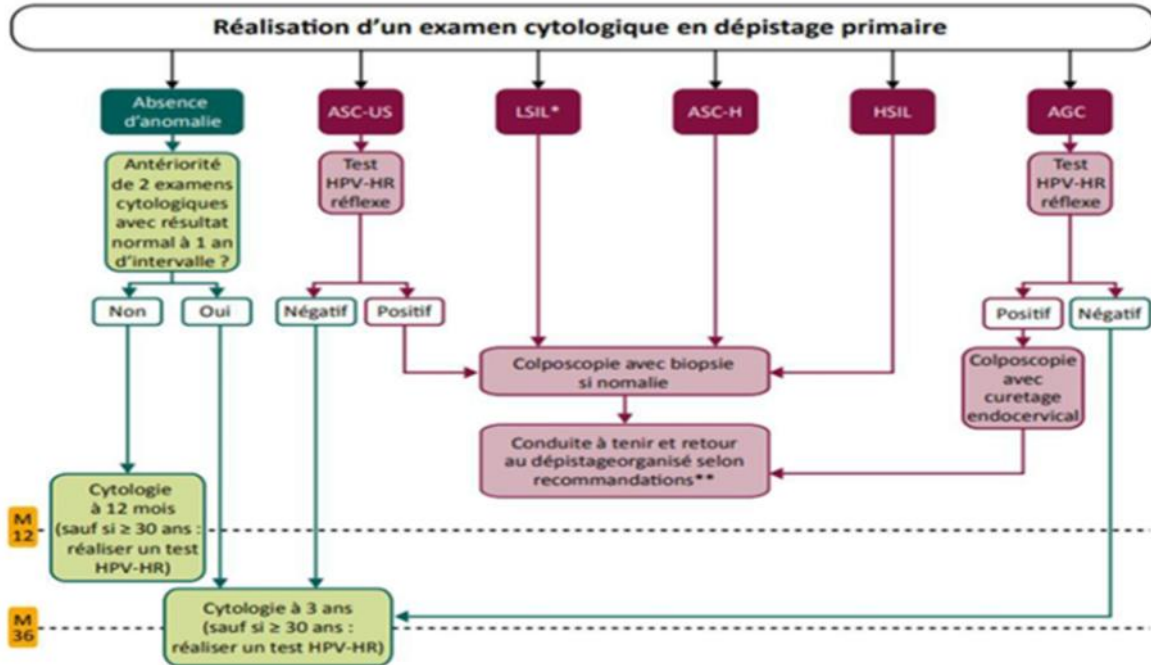 Réalisation d'un examen cytologique en dépistage primaire
Absence
d'anomalie
ASC-US
LSIL*
ASC-H
HSIL
AGC
Antériorité
de 2 examens
cytologiques
avec résultat
normal à 1 an
d'intervalle ?
Test
HPV-HR
réflexe
Test
HPV-HR
réflexe
Non
Oui
Négatif
Positif
Positif
Négatif
Colposcopie avec biopsie
si nomalie
Colposcopie
avec
curetage
endocervical
Conduite à tenir et retour
au dépistageorganisé selon
recommandations**
Cytologie
à 12 mois
(sauf si ≥ 30 ans :
réaliser un test
HPV-HR)
M
12
Cytologie à 3 ans
(sauf si ≥ 30 ans :
réaliser un test HPV-HR)
M
36